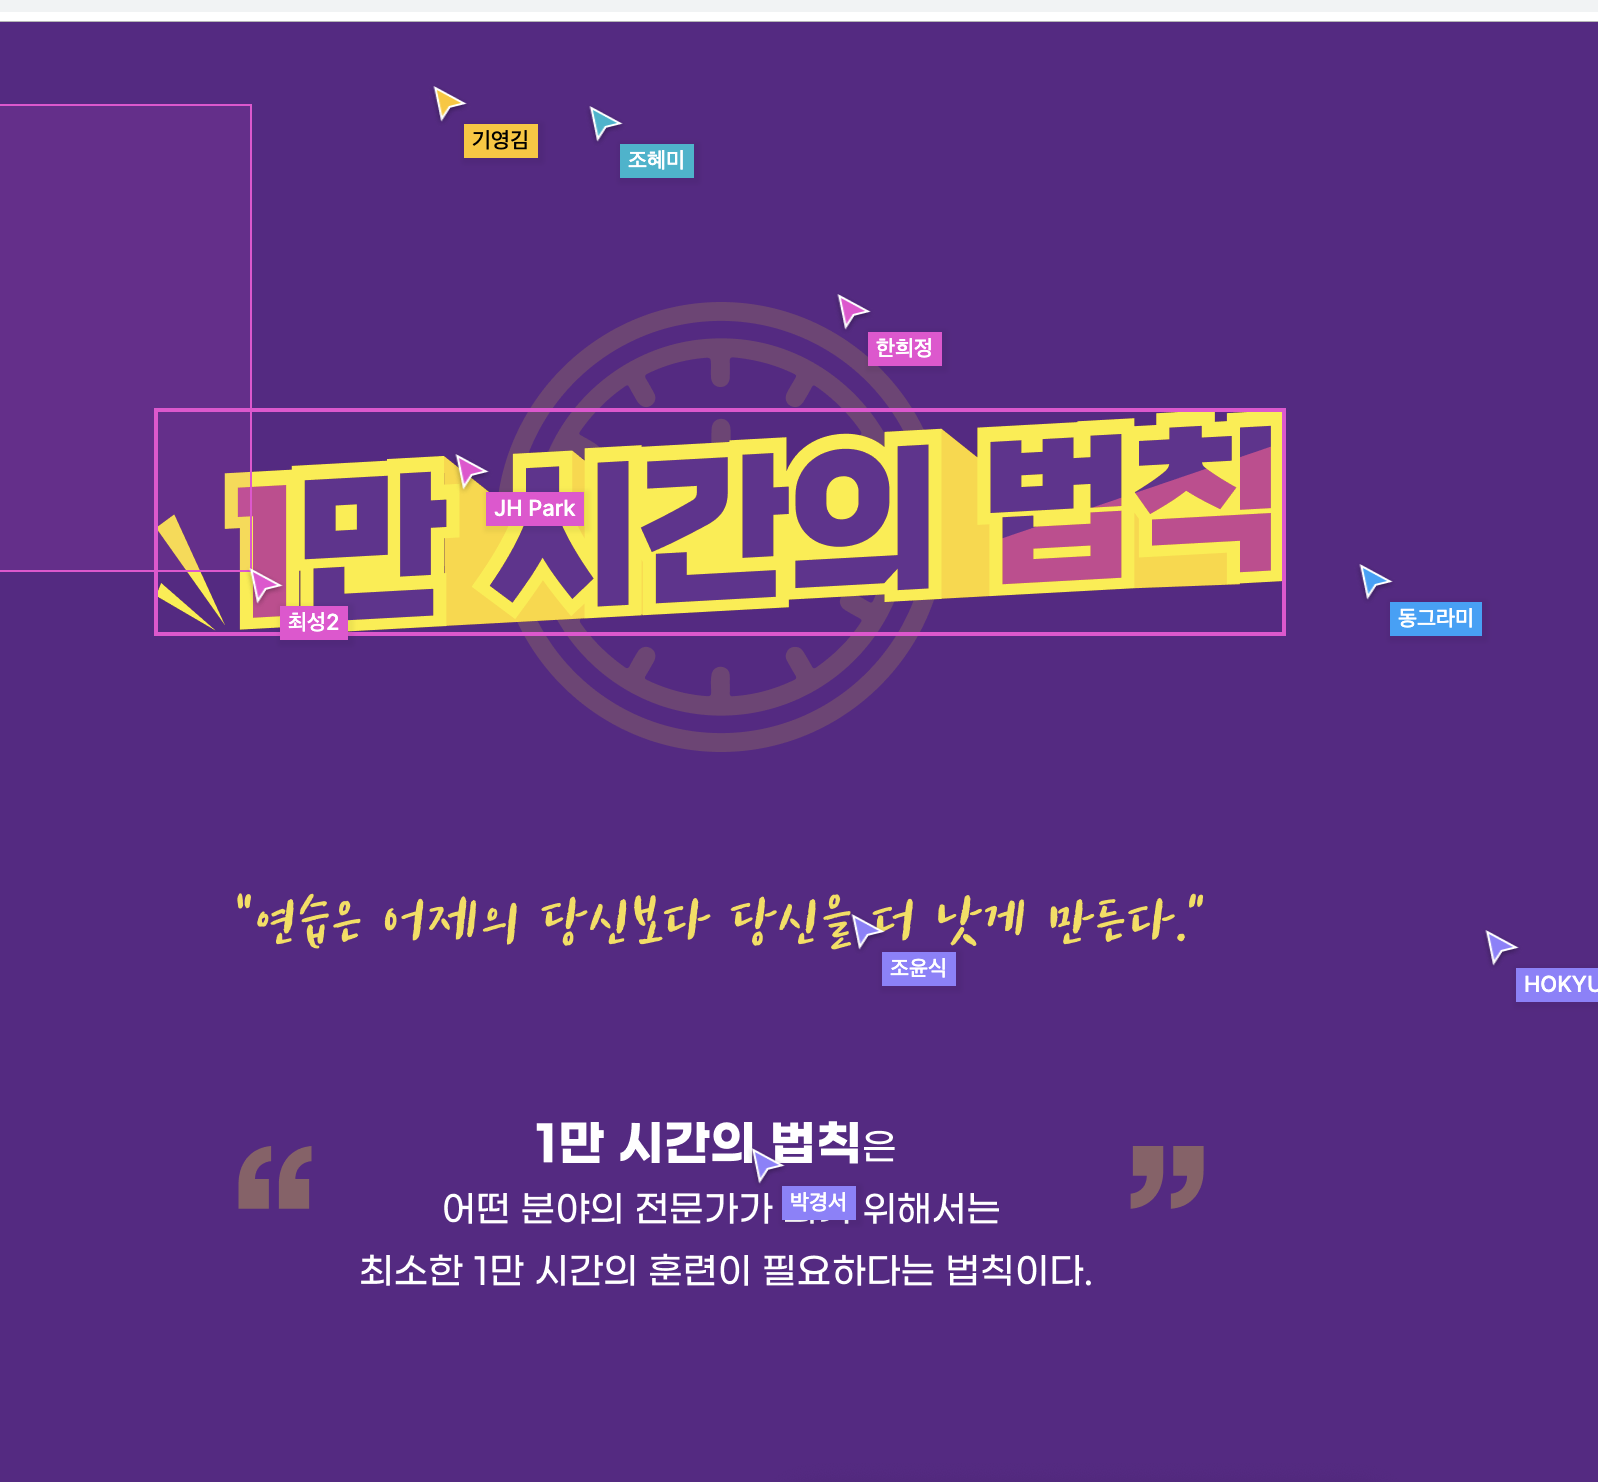 기영김
조혜미
한희정
1만 시간의 법칙
JH Park
최성2
동그라미
"연습은 어제의 당신보다 당신을 더 낫게 만든다."
조윤식
HOKYU
“ 1만 시간의 법칙은 ”
어떤 분야의 전문가가 위해서는
박경서
최소한 1만 시간의 훈련이 필요하다는 법칙이다.